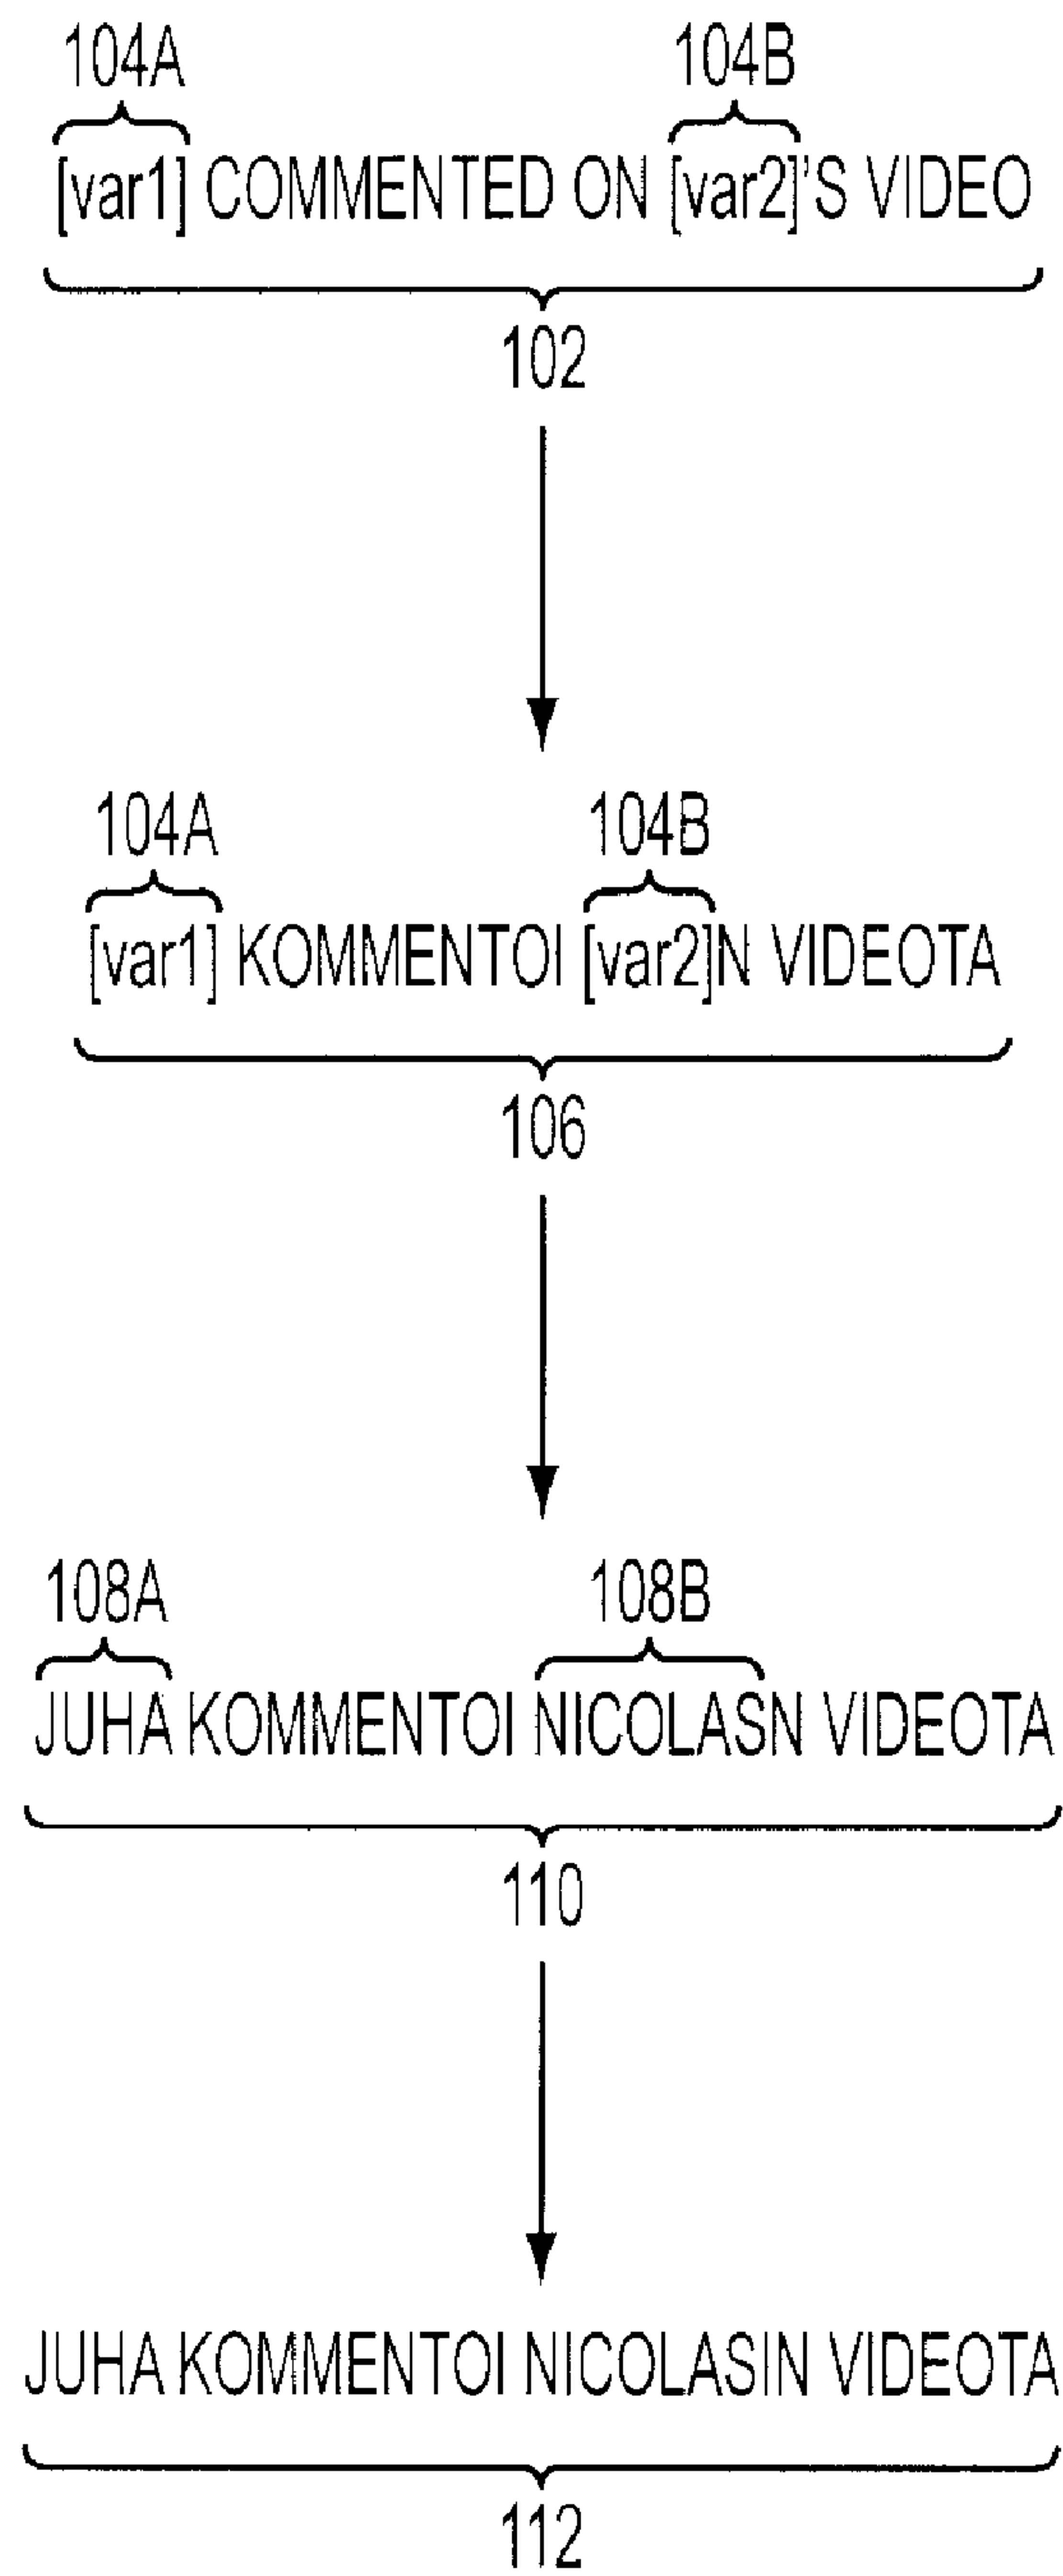 104A 104B
[var1] COMMENTED ON [var2]'S VIDEO
102
104A 104B
[var1] KOMMENTOI [var2]N VIDEOTA
106
108A 108B
JUHA KOMMENTOI NICOLASN VIDEOTA
110
JUHA KOMMENTOI NICOLASIN VIDEOTA
112